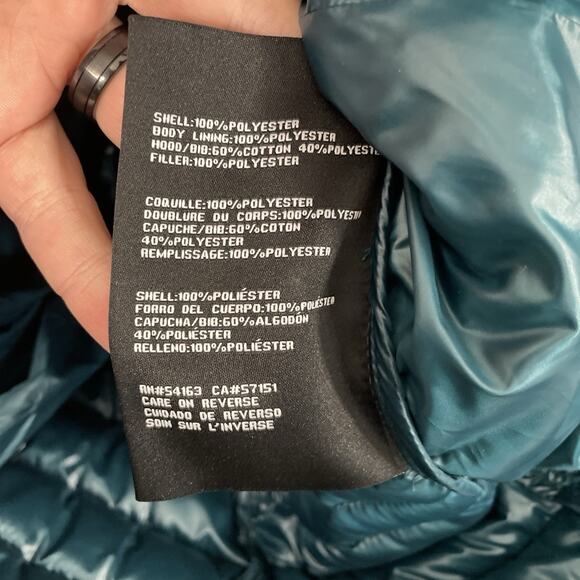 SHELL:100%POLYESTER
BODY LINING:100%POLYESTER
HOOD/BIB:60%COTTON 40%POLYESTE
FILLER:100%POLYESTER
COQUILLE:100%POLYESTER
DOUBLURE DU CORPS:100%POLYESTE
CAPUCHE/BIB:60%COTON
40%POLYESTER
REMPLISSAGE:100%POLYESTER
SHELL:100%POLIÉSTER
FORRO DEL CUERPO:100%POLIÉSTER
CAPUCHA/BIB:60%ALGODÓN
40%POLIÉSTER
RELLENO:100%POLIÉSTER
RN#54163 CA#57151
CARE ON REVERSE
CUIDADO DE REVERSO
SOIN SUR L'INVERSE